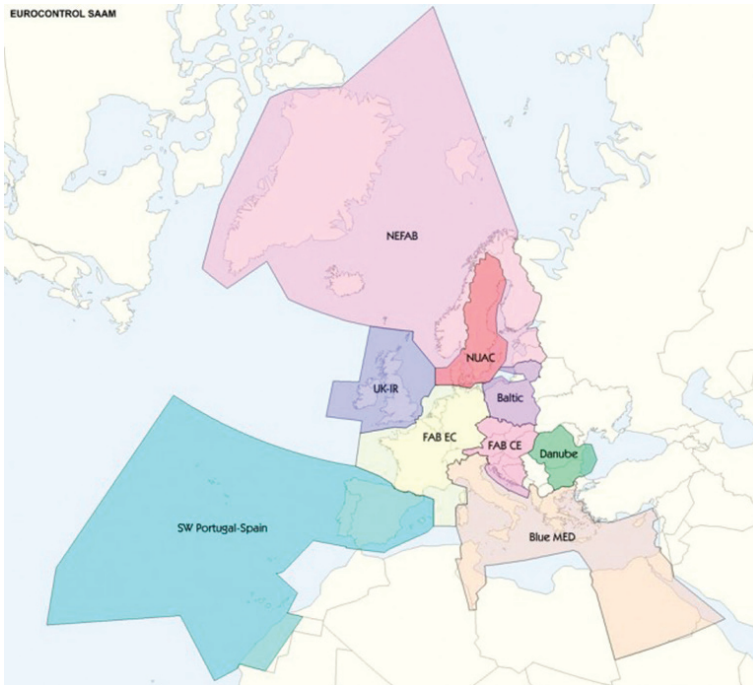 EUROCONTROL SAAM
NEFAB
NUAC
UK-IR
Baltic
FAB EC
FAB CE
Danube
SW Portugal-Spain
Blue MED